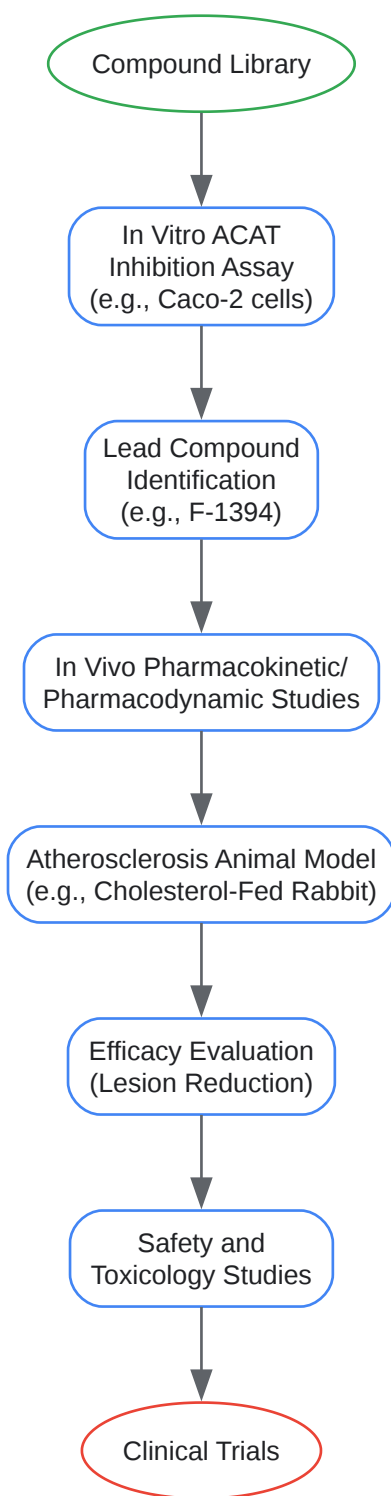 Compound Library
In Vitro ACAT
Inhibition Assay
(e.g., Caco-2 cells)
Lead Compound
Identification
(e.g., F-1394)
In Vivo Pharmacokinetic/
Pharmacodynamic Studies
Atherosclerosis Animal Model
(e.g., Cholesterol-Fed Rabbit)
Efficacy Evaluation
(Lesion Reduction)
Safety and
Toxicology Studies
Clinical Trials